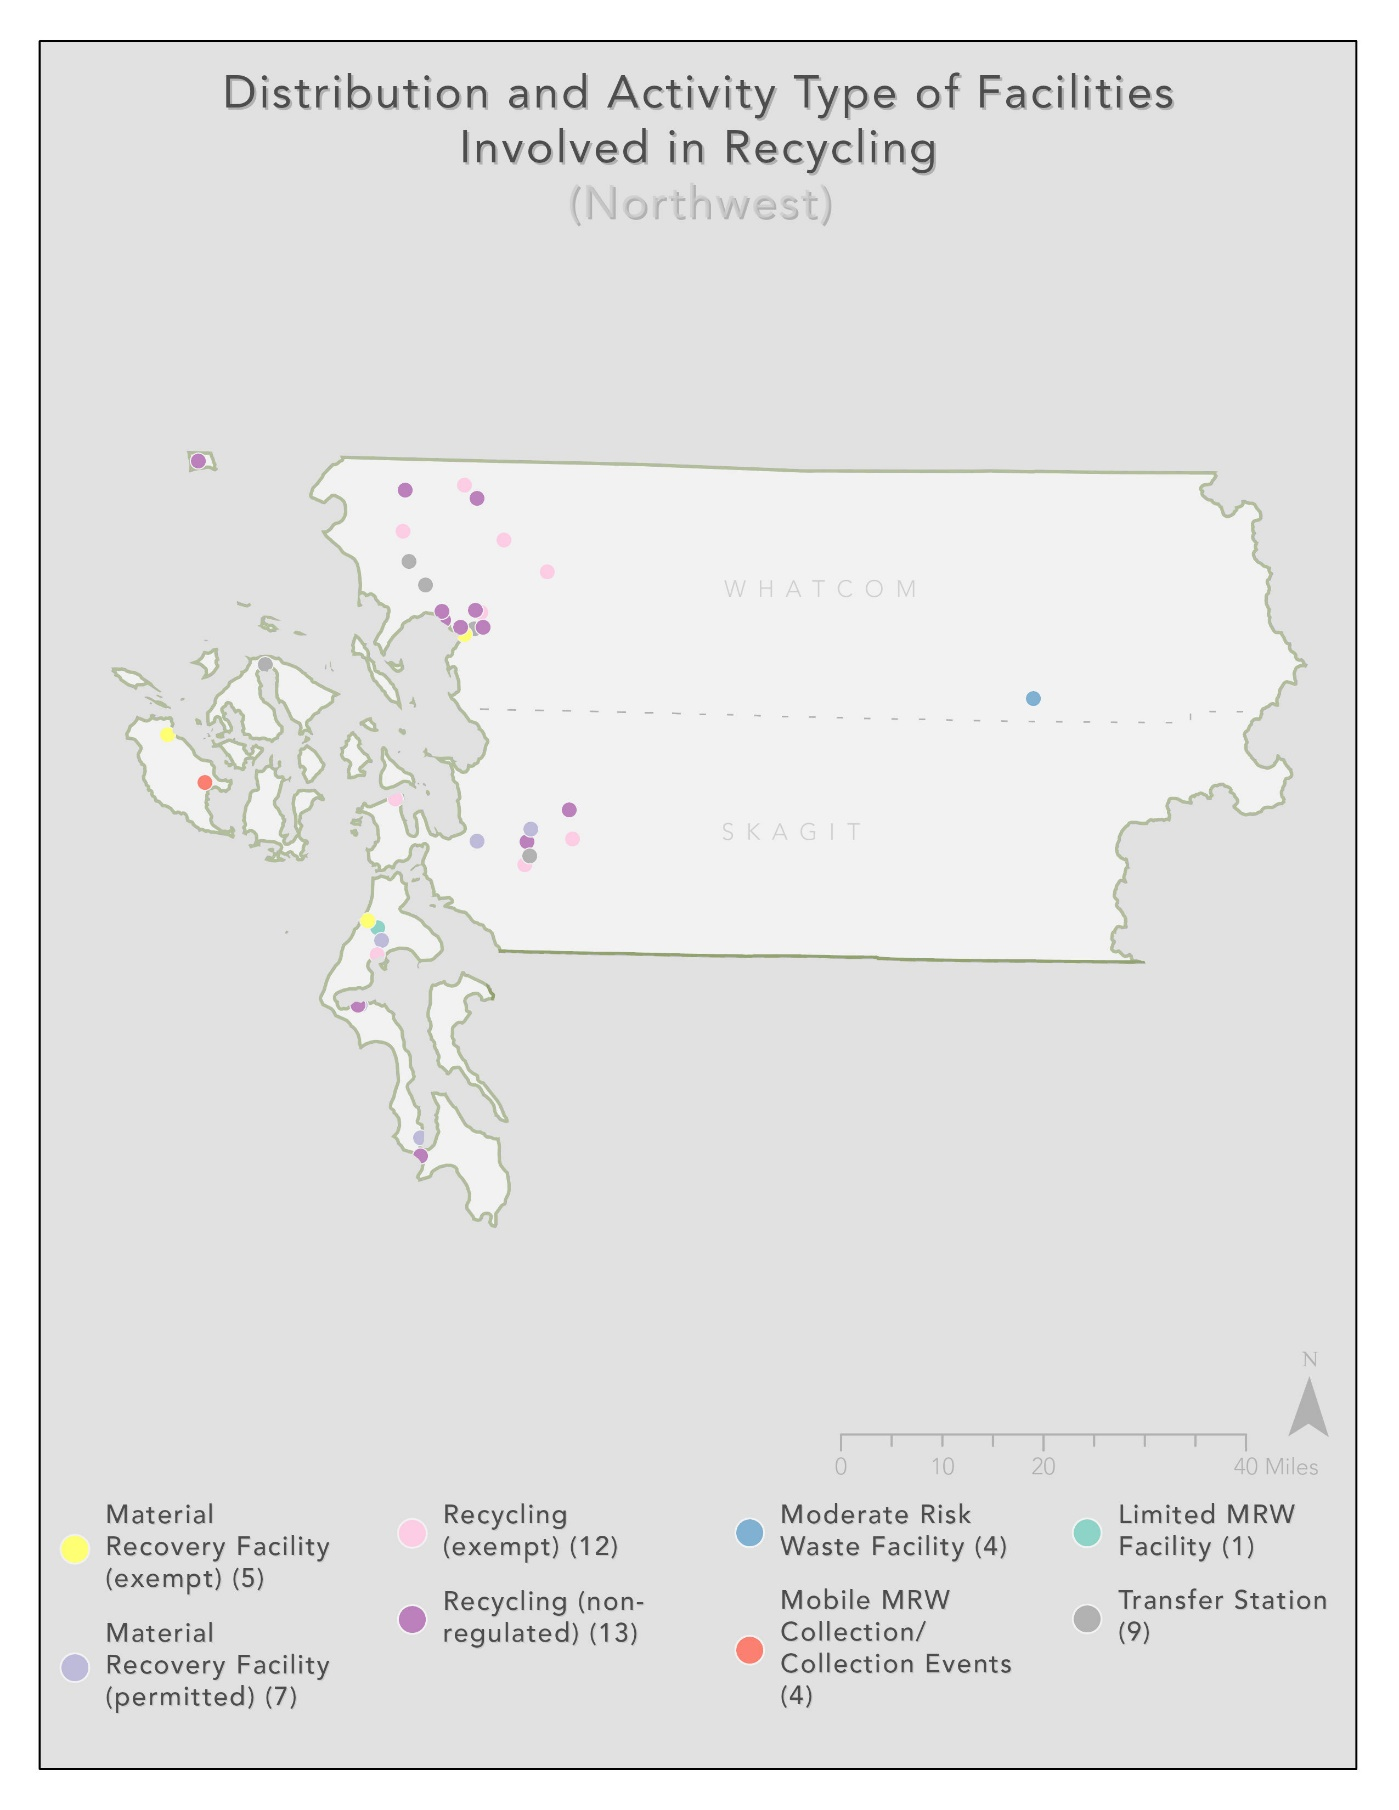 Distribution and Activity Type of Facilities
Involved in Recycling
(Northwest)
WHATCOM
SKAGIT
N
0 10 20 40 Miles
Material
Recovery Facility
(exempt) (5)
Material
Recovery Facility
(permitted) (7)
Recycling
(exempt) (12)
Recycling (non-
regulated) (13)
Moderate Risk
Waste Facility (4)
Mobile MRW
Collection/
Collection Events
(4)
Limited MRW
Facility (1)
Transfer Station
(9)